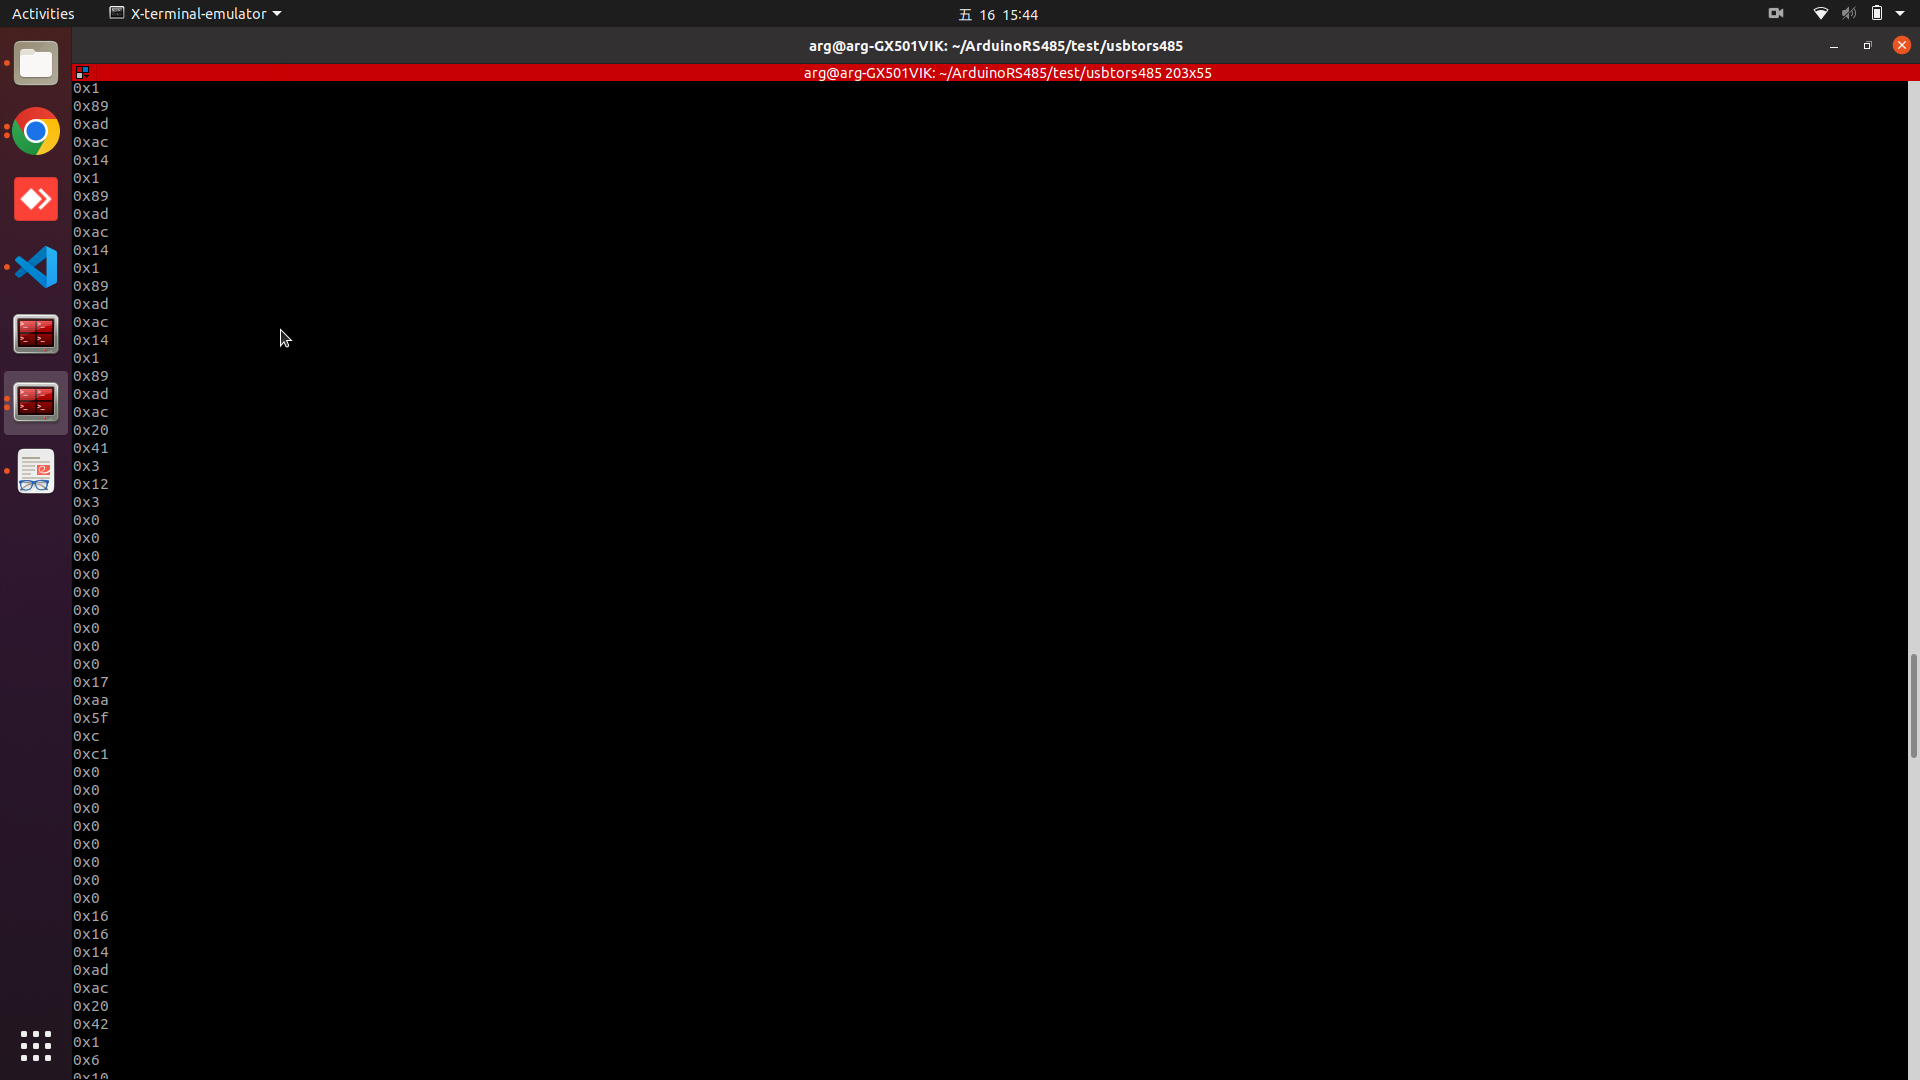 Activities
X-terminal-emulator
五 16 15:44
arg@arg-GX501VIK: ~/ArduinoRS485/test/usbtors485
arg@arg-GX501VIK: ~/ArduinoRS485/test/usbtors485 203x55
0x1
0x89
0xad
0xac
0x14
0x1
0x89
0xad
0xac
0x14
0x1
0x89
0xad
0xac
0x14
0x1
0x89
0xad
0xac
0x20
0x41
0x3
0x12
0x3
0x0
0x0
0x0
0x0
0x0
0x0
0x0
0x0
0x0
0x17
0xaa
0x5f
0xc
0xc1
0x0
0x0
0x0
0x0
0x0
0x0
0x0
0x0
0x16
0x16
0x14
0xad
0xac
0x20
0x42
0x1
0x6
0x10